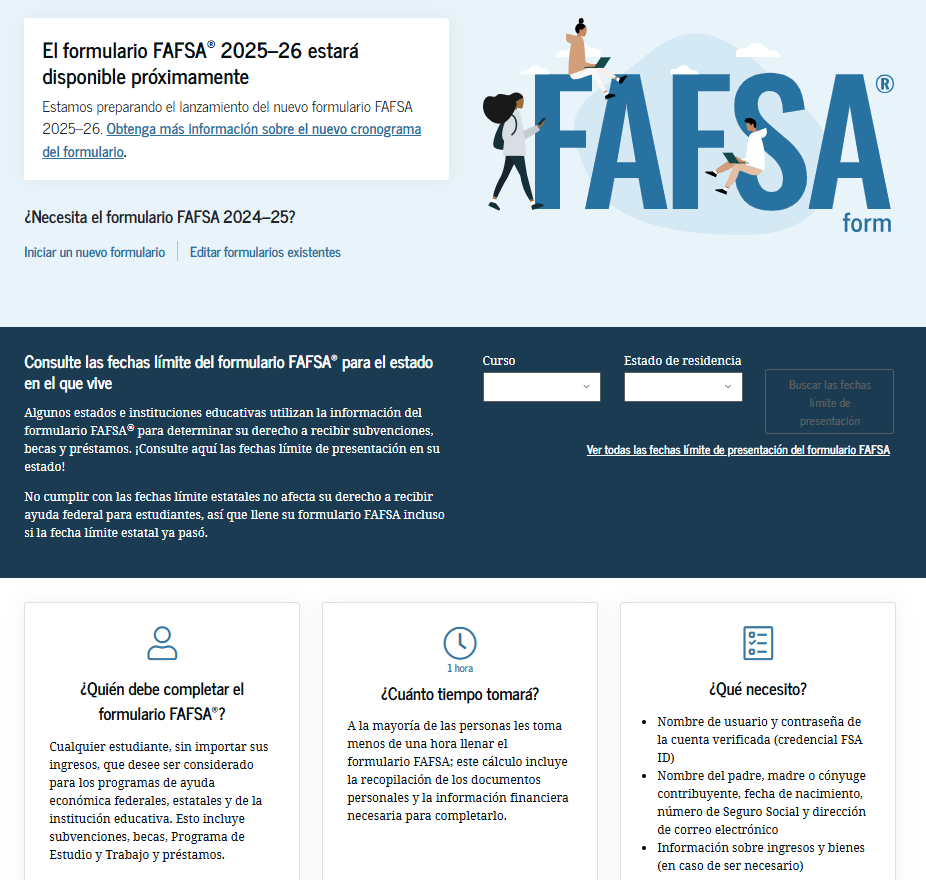 El formulario FAFSA® 2025–26 estará
disponible próximamente
Estamos preparando el lanzamiento del nuevo formulario FAFSA
2025–26. Obtenga más información sobre el nuevo cronograma
del formulario.
FAFSA®
form
¿Necesita el formulario FAFSA 2024–25?
Iniciar un nuevo formulario
Editar formularios existentes
Consulte las fechas límite del formulario FAFSA® para el estado
en el que vive
Algunos estados e instituciones educativas utilizan la información del
formulario FAFSA® para determinar su derecho a recibir subvenciones,
becas y préstamos. ¡Consulte aquí las fechas límite de presentación en su
estado!
No cumplir con las fechas límite estatales no afecta su derecho a recibir
ayuda federal para estudiantes, así que llene su formulario FAFSA incluso
si la fecha límite estatal ya pasó.
Curso
Estado de residencia
Buscar las fechas
límite de
presentación
Ver todas las fechas límite de presentación del formulario FAFSA
¿Quién debe completar el
formulario FAFSA®?
Cualquier estudiante, sin importar sus
ingresos, que desee ser considerado
para los programas de ayuda
económica federales, estatales y de la
institución educativa. Esto incluye
subvenciones, becas, Programa de
Estudio y Trabajo y préstamos.
1 hora
¿Cuánto tiempo tomará?
A la mayoría de las personas les toma
menos de una hora llenar el
formulario FAFSA; este cálculo incluye
la recopilación de los documentos
personales y la información financiera
necesaria para completarlo.
¿Qué necesito?
• Nombre de usuario y contraseña de
la cuenta verificada (credencial FSA
ID)
• Nombre del padre, madre o cónyuge
contribuyente, fecha de nacimiento,
número de Seguro Social y dirección
de correo electrónico
• Información sobre ingresos y bienes
(en caso de ser necesario)